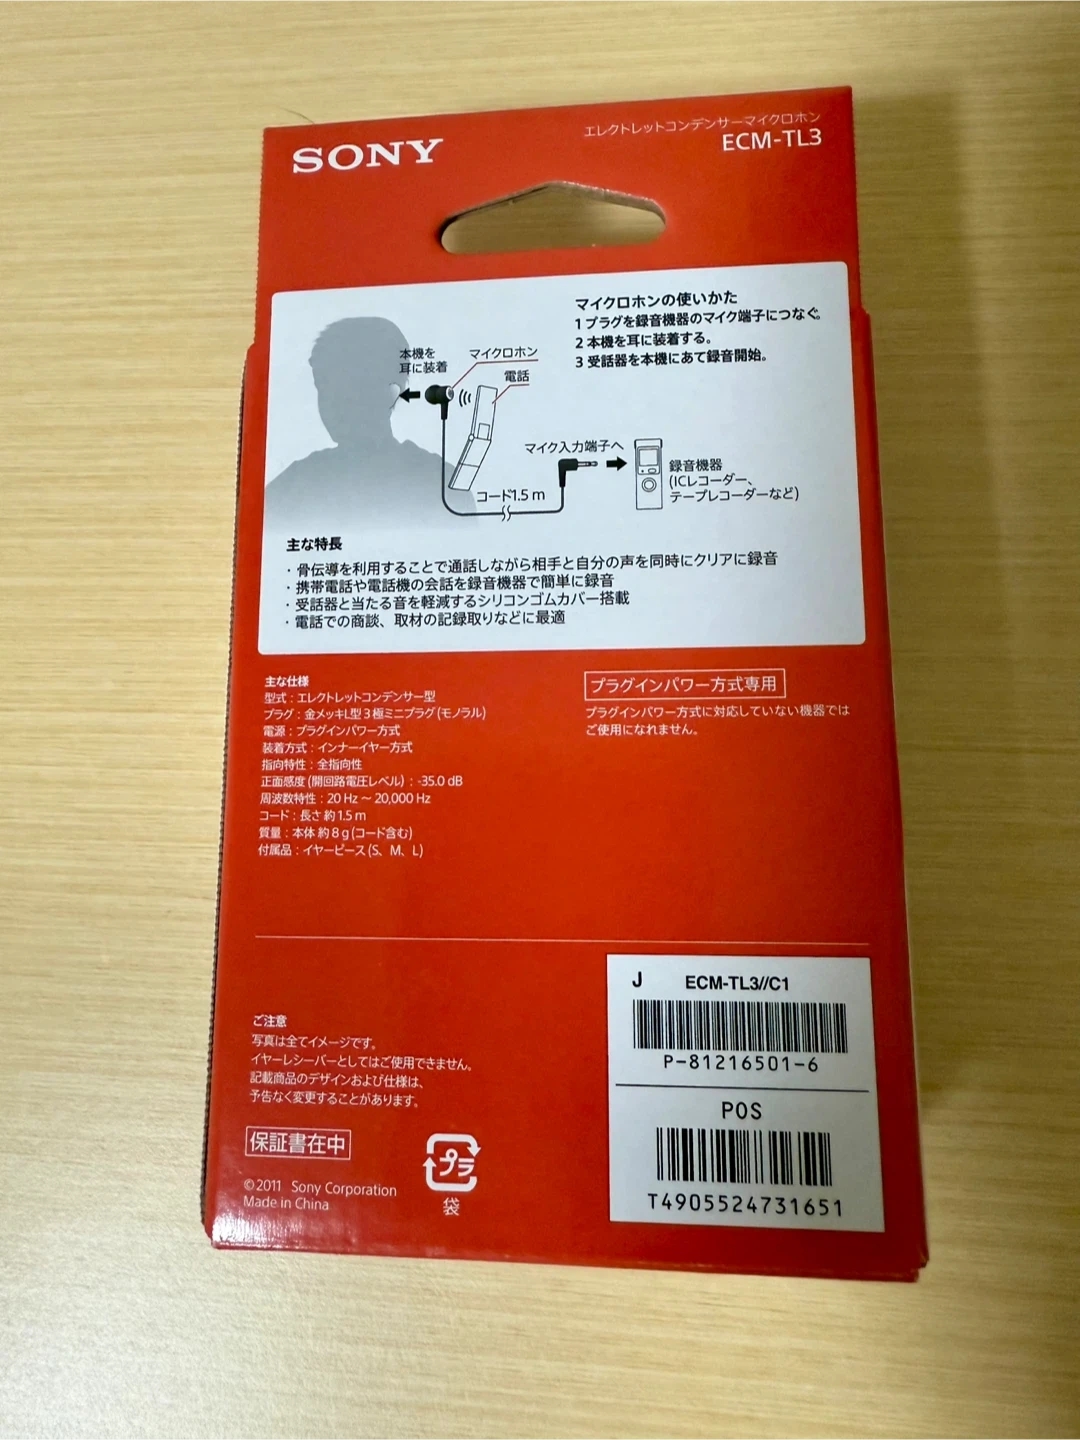 SONY
エレクトレットコンデンサーマイクロホン
ECM-TL3
マイクロホンの使いかた
1 プラグを録音機器のマイク端子につなぐ。
2 本機を耳に装着する。
3 受話器を本機にあて録音開始。
本機を
耳に装着
マイクロホン
電話
マイク入力端子へ
コード1.5 m
録音機器
(ICレコーダー、
テープレコーダーなど)
主な特長
・骨伝導を利用することで通話しながら相手と自分の声を同時にクリアに録音
・携帯電話や電話機の会話を録音機器で簡単に録音
・受話器と当たる音を軽減するシリコンゴムカバー搭載
・電話での商談、取材の記録取りなどに最適
主な仕様
型式：エレクトレットコンデンサー型
プラグ：金メッキL型3極ミニプラグ(モノラル)
電源：プラグインパワー方式
装着方式：インナーイヤー方式
指向特性：全指向性
正面感度(開回路電圧レベル)：-35.0 dB
周波数特性：20 Hz ～ 20,000 Hz
コード：長さ 約1.5 m
質量：本体 約8 g (コード含む)
付属品：イヤーピース(S、M、L)
プラグインパワー方式専用
プラグインパワー方式に対応していない機器では
ご使用になれません。
ご注意
写真は全てイメージです。
イヤーレシーバーとしてはご使用できません。
記載商品のデザインおよび仕様は、
予告なく変更することがあります。
保証書在中
プラ
袋
©2011 Sony Corporation
Made in China
J ECM-TL3//C1
P-81216501-6
POS
T4905524731651